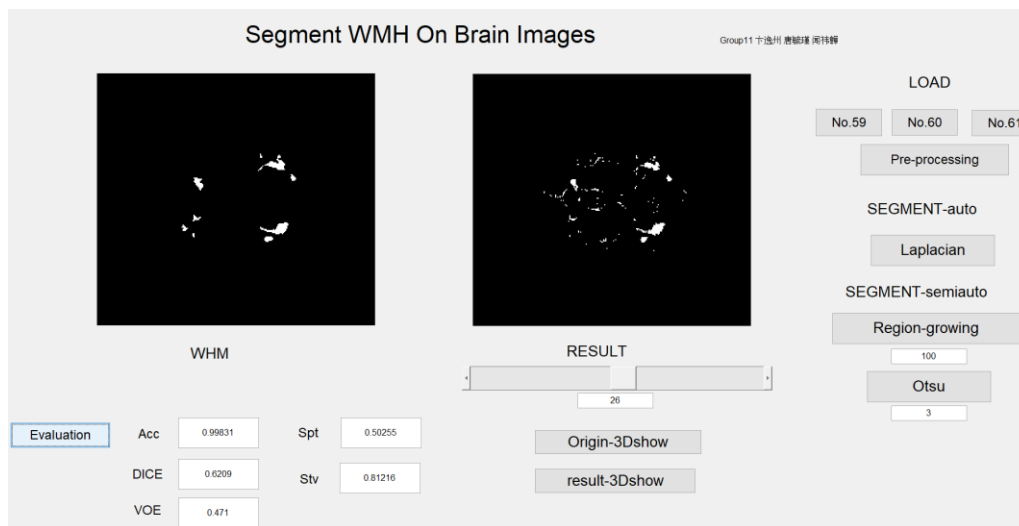 Segment WMH On Brain Images
Group11 卞逸州 唐毓瑾 闻祎
LOAD
No.59 No.60 No.61
Pre-processing
SEGMENT-auto
Laplacian
SEGMENT-semiauto
Region-growing
100
Otsu
3
WHM
RESULT
26
Evaluation
Acc 0.99831 Spt 0.50255
DICE 0.6209 Stv 0.81216
VOE 0.471
Origin-3Dshow
result-3Dshow